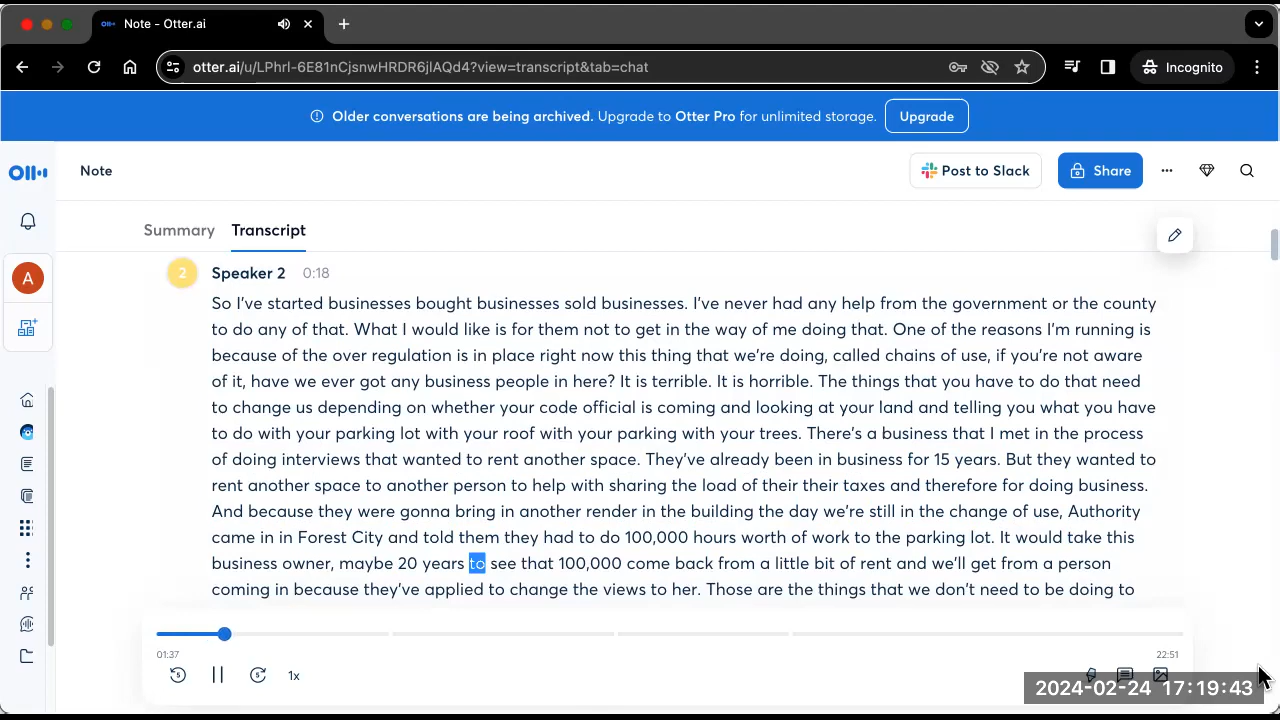 Note - Otter.ai
otter.ai/u/LPhrl-6E81nCjsnwHRDR6jlAQd4?view=transcript&tab=chat
Incognito
Older conversations are being archived. Upgrade to Otter Pro for unlimited storage.
Upgrade
Note
Post to Slack
Share
Summary
Transcript
A
2
Speaker 2
0:18
So I've started businesses bought businesses sold businesses. I've never had any help from the government or the county
to do any of that. What I would like is for them not to get in the way of me doing that. One of the reasons I'm running is
because of the over regulation is in place right now this thing that we're doing, called chains of use, if you're not aware
of it, have we ever got any business people in here? It is terrible. It is horrible. The things that you have to do that need
to change us depending on whether your code official is coming and looking at your land and telling you what you have
to do with your parking lot with your roof with your parking with your trees. There's a business that I met in the process
of doing interviews that wanted to rent another space. They've already been in business for 15 years. But they wanted to
rent another space to another person to help with sharing the load of their their taxes and therefore for doing business.
And because they were gonna bring in another render in the building the day we're still in the change of use, Authority
came in in Forest City and told them they had to do 100,000 hours worth of work to the parking lot. It would take this
business owner, maybe 20 years to see that 100,000 come back from a little bit of rent and we'll get from a person
coming in because they've applied to change the views to her. Those are the things that we don't need to be doing to
01:37
22:51
5
5
1x
2024-02-24 17:19:43